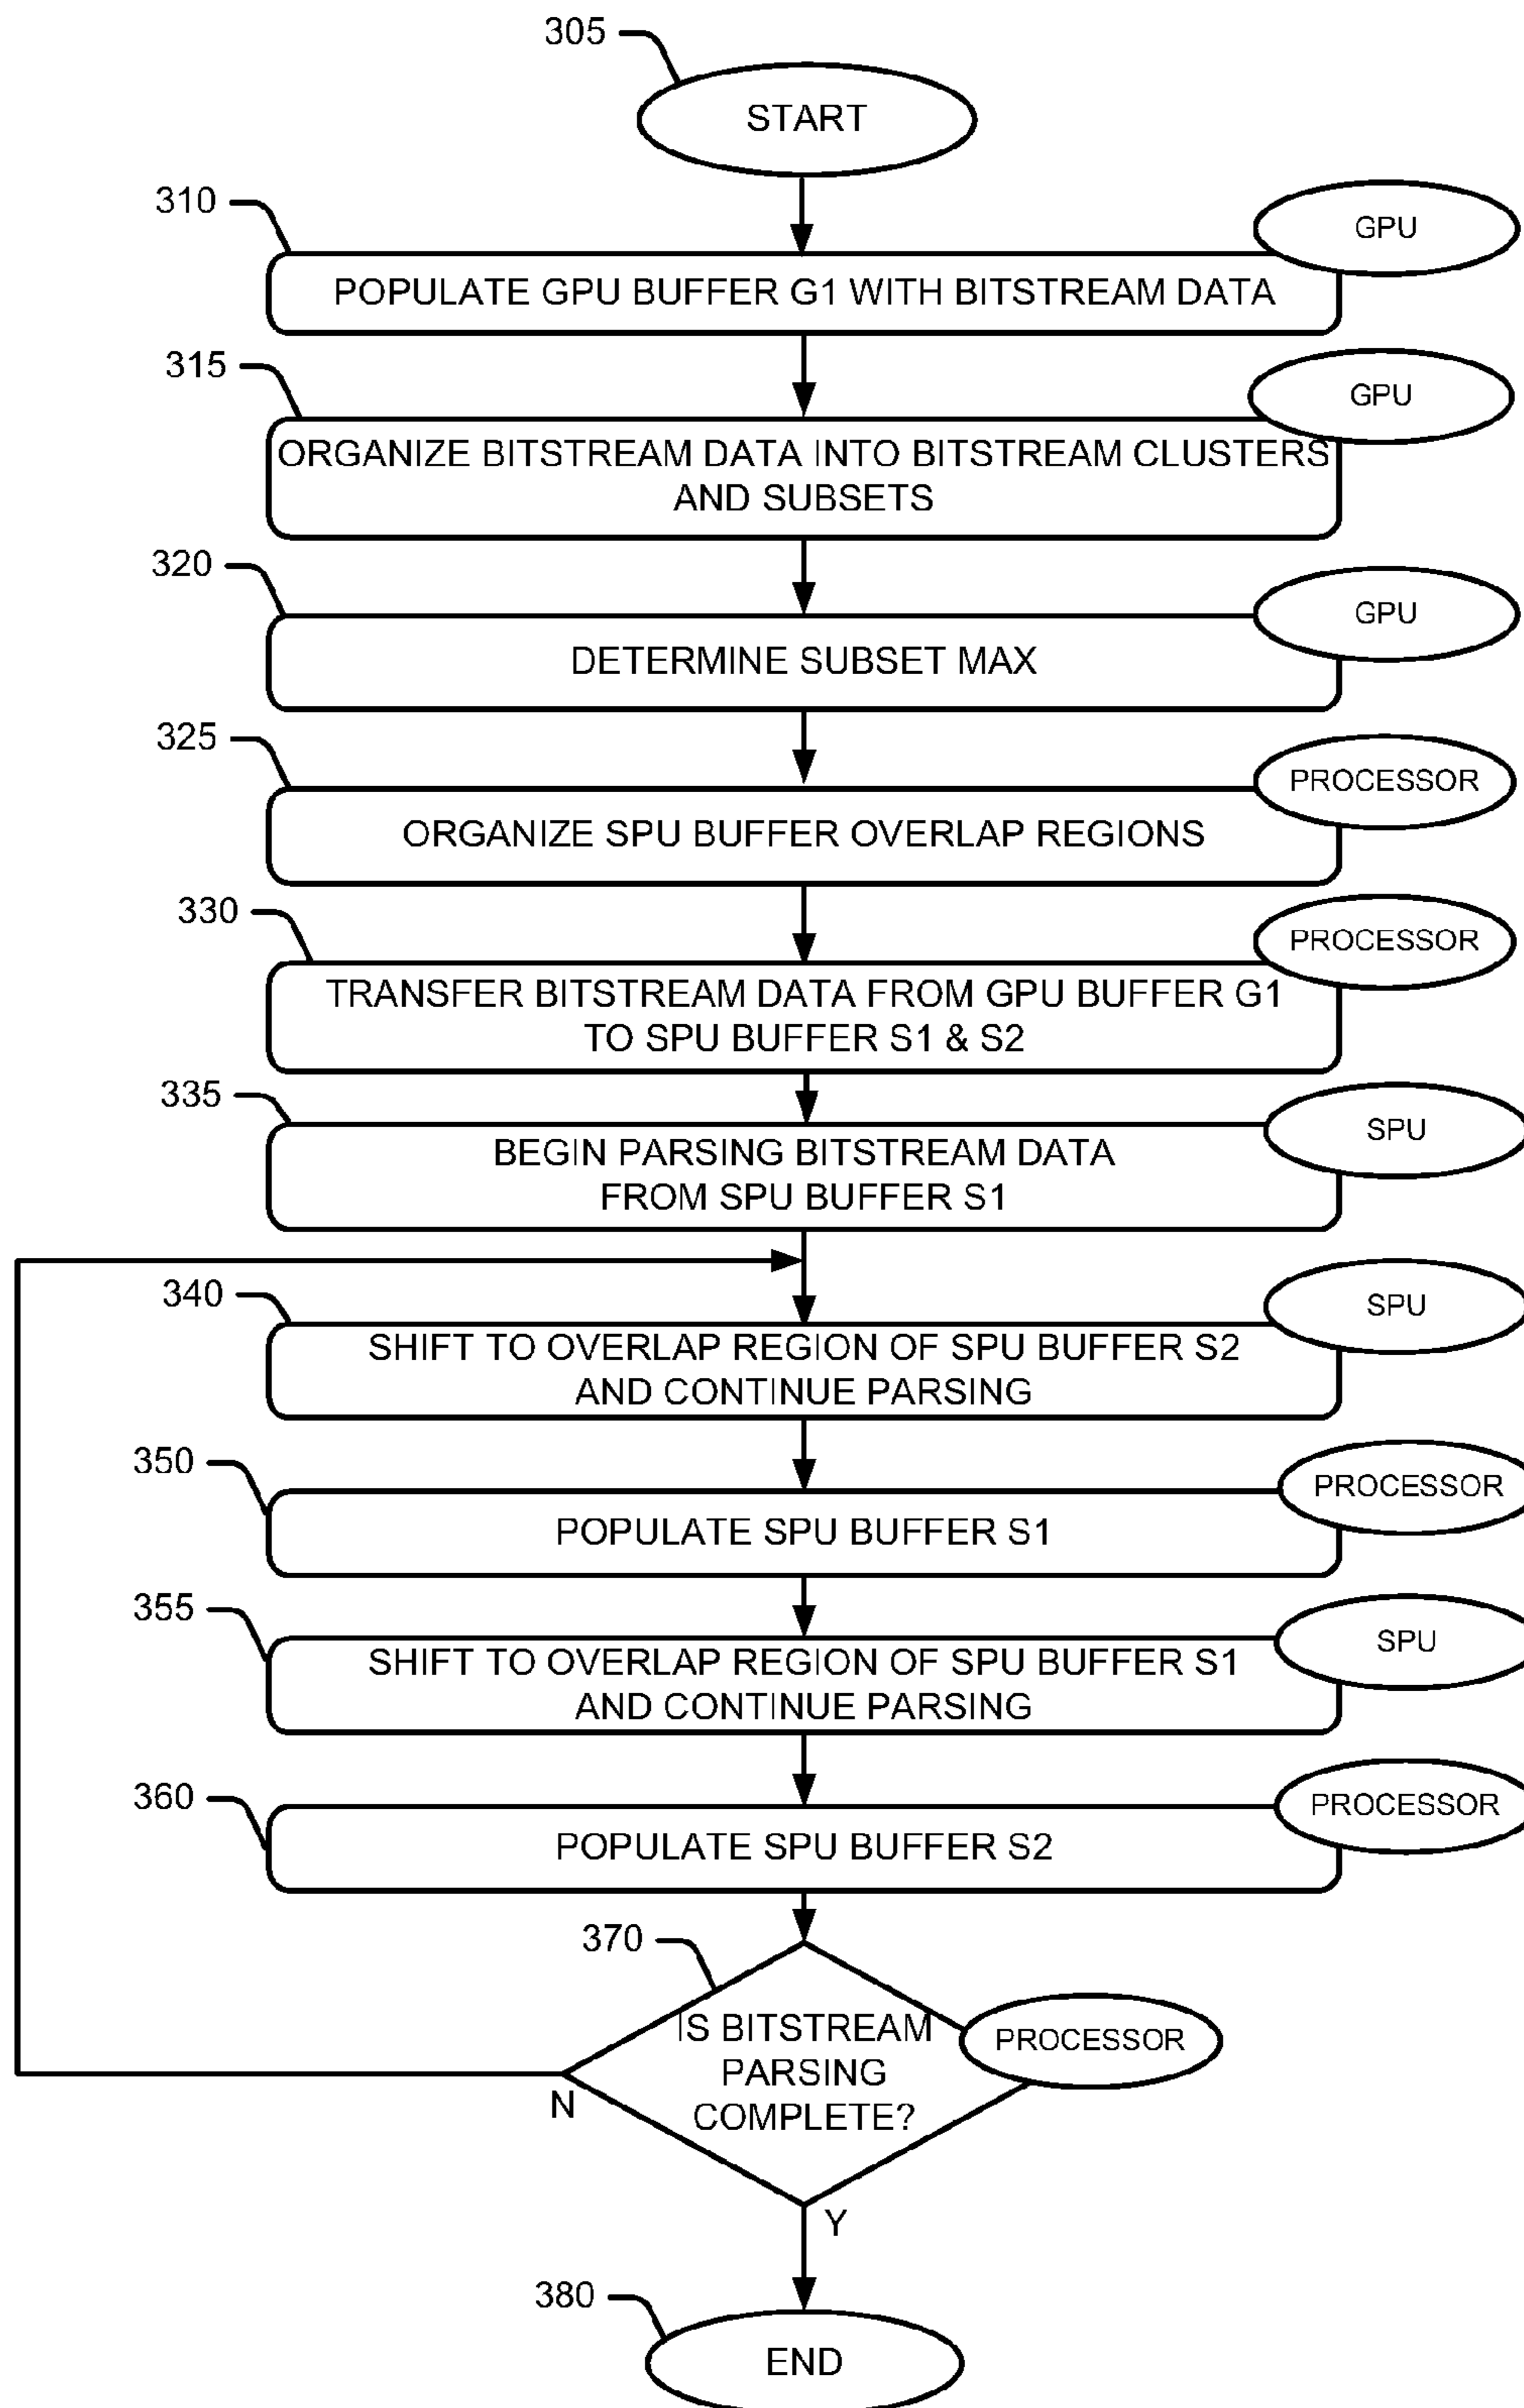 305
START
310
GPU
POPULATE GPU BUFFER G1 WITH BITSTREAM DATA
315
GPU
ORGANIZE BITSTREAM DATA INTO BITSTREAM CLUSTERS
AND SUBSETS
320
GPU
DETERMINE SUBSET MAX
325
PROCESSOR
ORGANIZE SPU BUFFER OVERLAP REGIONS
330
PROCESSOR
TRANSFER BITSTREAM DATA FROM GPU BUFFER G1
TO SPU BUFFER S1 & S2
335
SPU
BEGIN PARSING BITSTREAM DATA
FROM SPU BUFFER S1
340
SPU
SHIFT TO OVERLAP REGION OF SPU BUFFER S2
AND CONTINUE PARSING
350
PROCESSOR
POPULATE SPU BUFFER S1
355
SPU
SHIFT TO OVERLAP REGION OF SPU BUFFER S1
AND CONTINUE PARSING
360
PROCESSOR
POPULATE SPU BUFFER S2
370
IS BITSTREAM
PARSING
COMPLETE?
PROCESSOR
N
Y
380
END